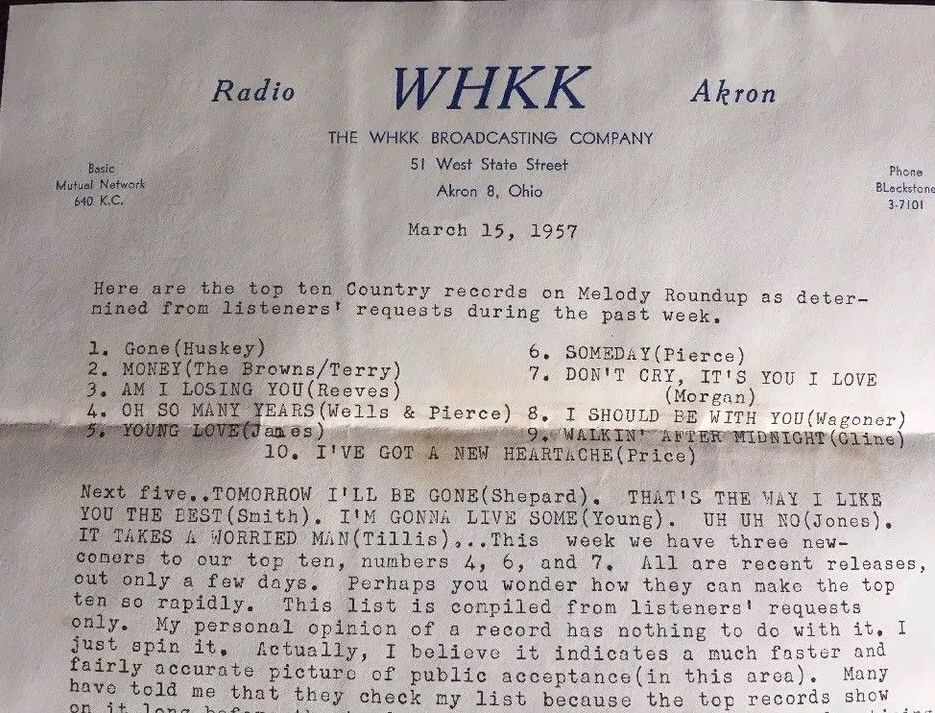 Radio WHKK Akron
THE WHKK BROADCASTING COMPANY
51 West State Street
Akron 8, Ohio
Basic
Mutual Network
640 K.C.
Phone
BLackstone
3-7101
March 15, 1957
Here are the top ten Country records on Melody Roundup as deter-
mined from listeners' requests during the past week.
1. Gone(Huskey)
2. MONEY(The Browns/Terry)
3. AM I LOSING YOU(Reeves)
4. OH SO MANY YEARS(Wells & Pierce)
5. YOUNG LOVE(James)
6. SOMEDAY(Pierce)
7. DON'T CRY, IT'S YOU I LOVE
(Morgan)
8. I SHOULD BE WITH YOU(Wagoner)
9. WALKIN' AFTER MIDNIGHT(Cline)
10. I'VE GOT A NEW HEARTACHE(Price)
Next five..TOMORROW I'LL BE GONE(Shepard). THAT'S THE WAY I LIKE
YOU THE BEST(Smith). I'M GONNA LIVE SOME(Young). UH UH NO(Jones).
IT TAKES A WORRIED MAN(Tillis)...This week we have three new-
comers to our top ten, numbers 4, 6, and 7. All are recent releases,
out only a few days. Perhaps you wonder how they can make the top
ten so rapidly. This list is compiled from listeners' requests
only. My personal opinion of a record has nothing to do with it. I
just spin it. Actually, I believe it indicates a much faster and
fairly accurate picture of public acceptance(in this area). Many
have told me that they check my list because the top records show
on it long before